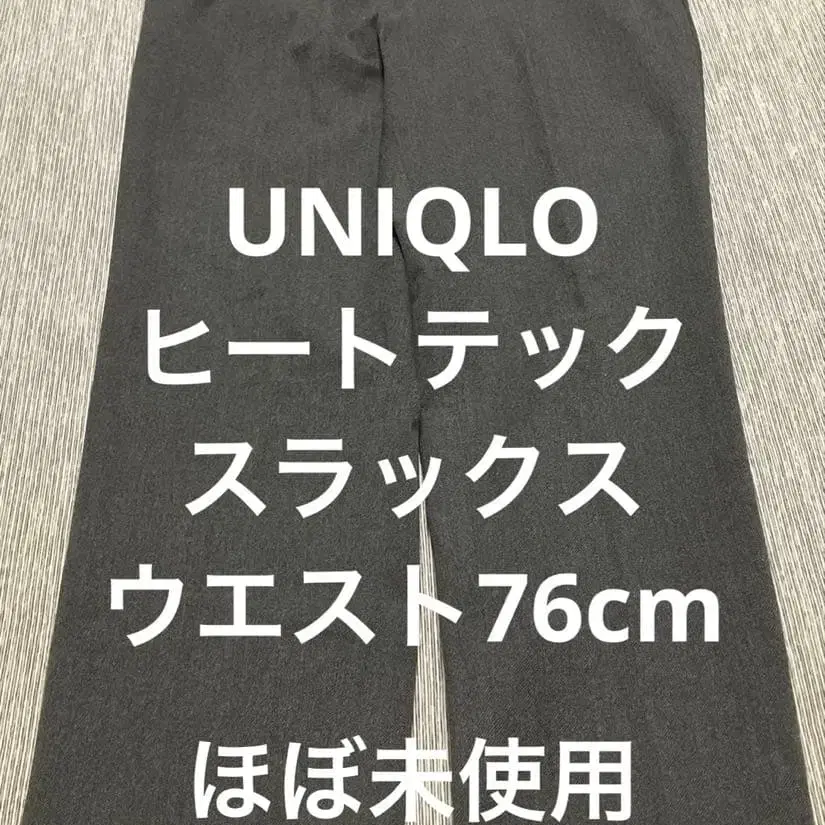 UNIQLO
ヒートテック
スラックス
ウエスト76cm
ほぼ未使用